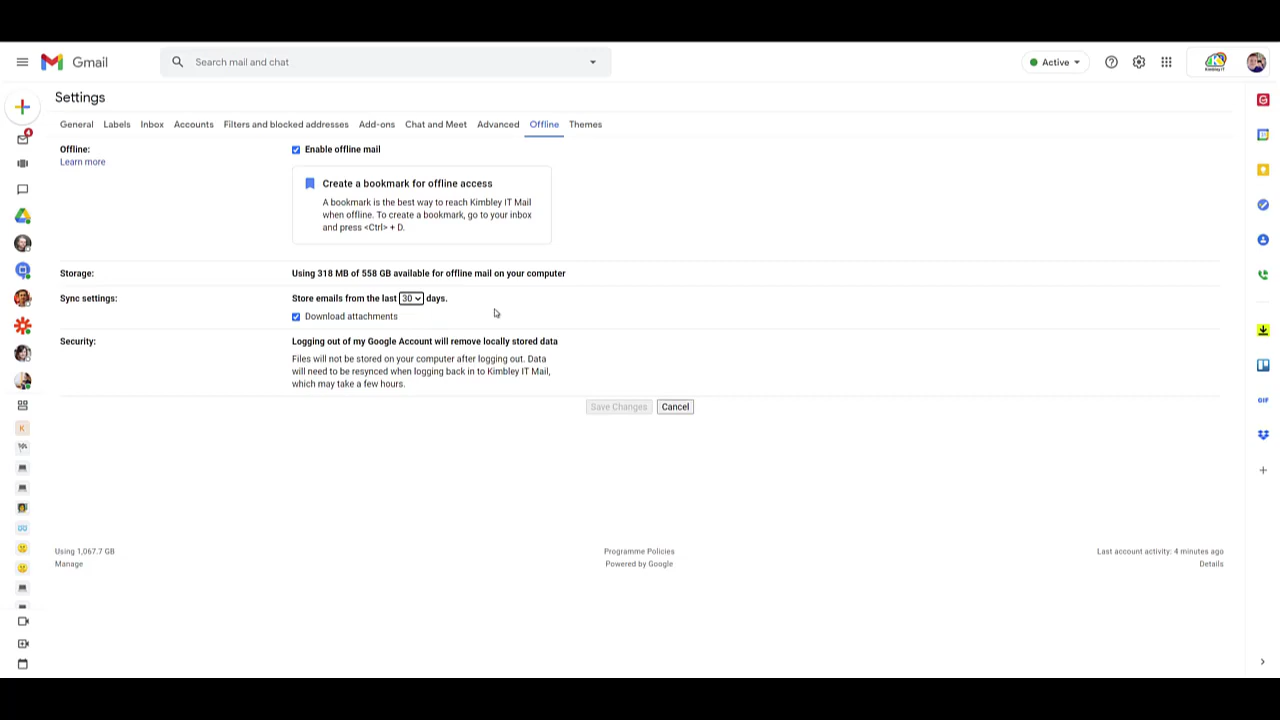 Gmail
Search mail and chat
Active
Settings
General Labels Inbox Accounts Filters and blocked addresses Add-ons Chat and Meet Advanced Offline Themes
Offline:
Learn more
Enable offline mail
Create a bookmark for offline access
A bookmark is the best way to reach Kimbley IT Mail
when offline. To create a bookmark, go to your inbox
and press <Ctrl> + D.
Storage:
Using 318 MB of 558 GB available for offline mail on your computer
Sync settings:
Store emails from the last 30 days.
Download attachments
Security:
Logging out of my Google Account will remove locally stored data
Files will not be stored on your computer after logging out. Data
will need to be resynced when logging back in to Kimbley IT Mail,
which may take a few hours.
Save Changes Cancel
Using 1,067.7 GB
Manage
Programme Policies
Powered by Google
Last account activity: 4 minutes ago
Details
Kimbley IT
4
K
GIF